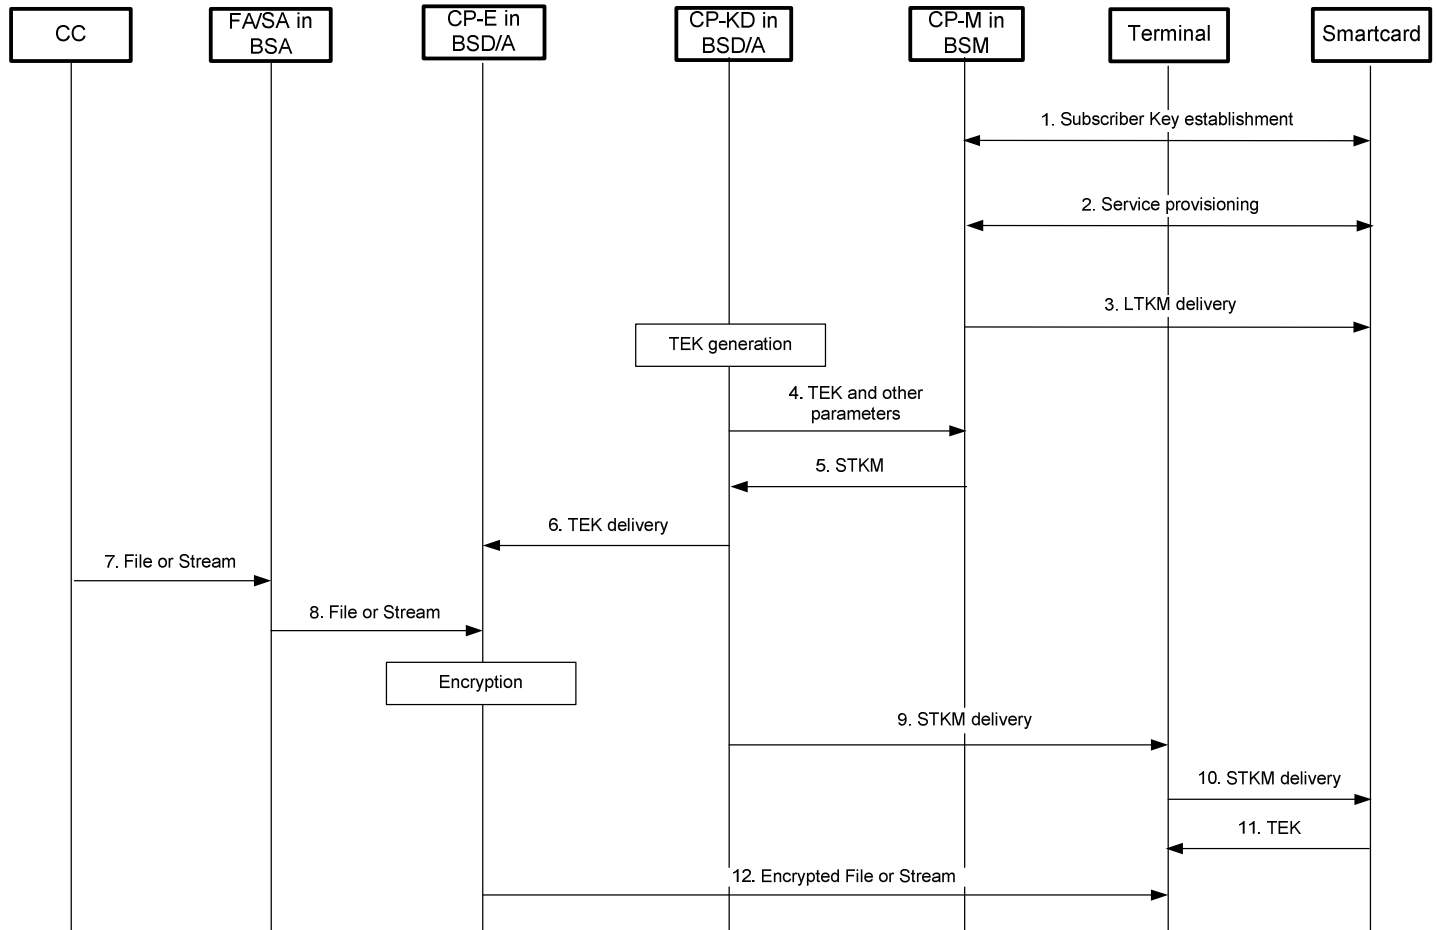 CC
FA/SA in
BSA
CP-E in
BSD/A
CP-KD in
BSD/A
CP-M in
BSM
Terminal
Smartcard
1. Subscriber Key establishment
2. Service provisioning
3. LTKM delivery
TEK generation
4. TEK and other
parameters
5. STKM
6. TEK delivery
7. File or Stream
8. File or Stream
Encryption
9. STKM delivery
10. STKM delivery
11. TEK
12. Encrypted File or Stream